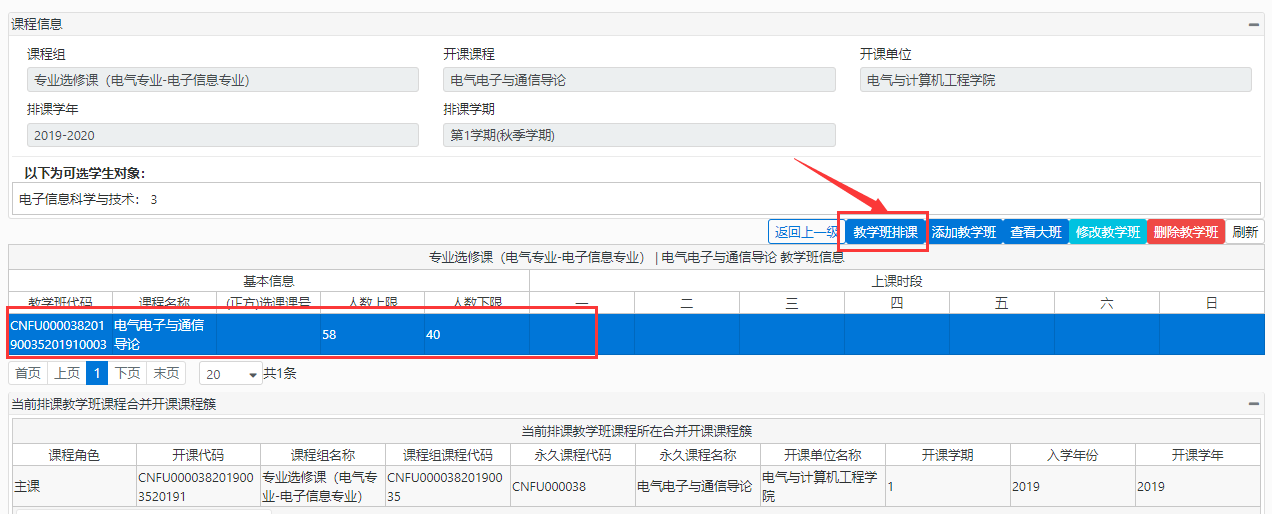 课程信息
课程组 开课课程 开课单位
专业选修课（电气专业-电子信息专业） 电气电子与通信导论 电气与计算机工程学院
排课学年 排课学期
2019-2020 第1学期(秋季学期)
以下为可选学生对象:
电子信息科学与技术: 3
返回上一级 教学班排课 添加教学班 查看大班 修改教学班 删除教学班 刷新
专业选修课（电气专业-电子信息专业） | 电气电子与通信导论 教学班信息
基本信息 上课时段
教学班代码 课程名称 (正方)选课课号 人数上限 人数下限 一 二 三 四 五 六 日
CNFU000038201 电气电子与通信
90035201910003 导论 58 40
首页 上页 1 下页 末页 20 共1条
当前排课教学班课程合并开课课程簇
当前排课教学班课程所在合并开课课程簇
课程角色 开课代码 课程组名称 课程组课程代码 永久课程代码 永久课程名称 开课单位名称 开课学期 入学年份 开课学年
主课 CNFU000038201900 专业选修课（电气专 CNFU00003820190 0 CNFU000038 电气电子与通信导论 电气与计算机工程学 1 2019 2019
3520191 业-电子信息专业） 35 院